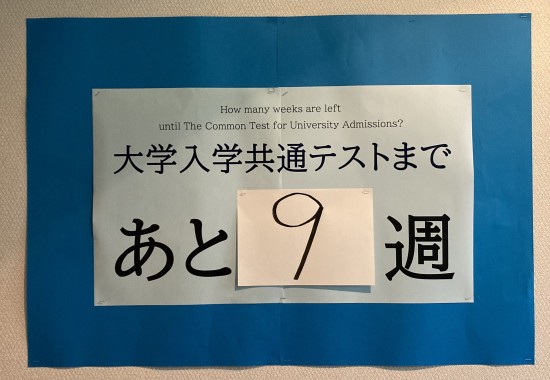 How many weeks are left
until The Common Test for University Admissions?
大学入学共通テストまで
あと9週